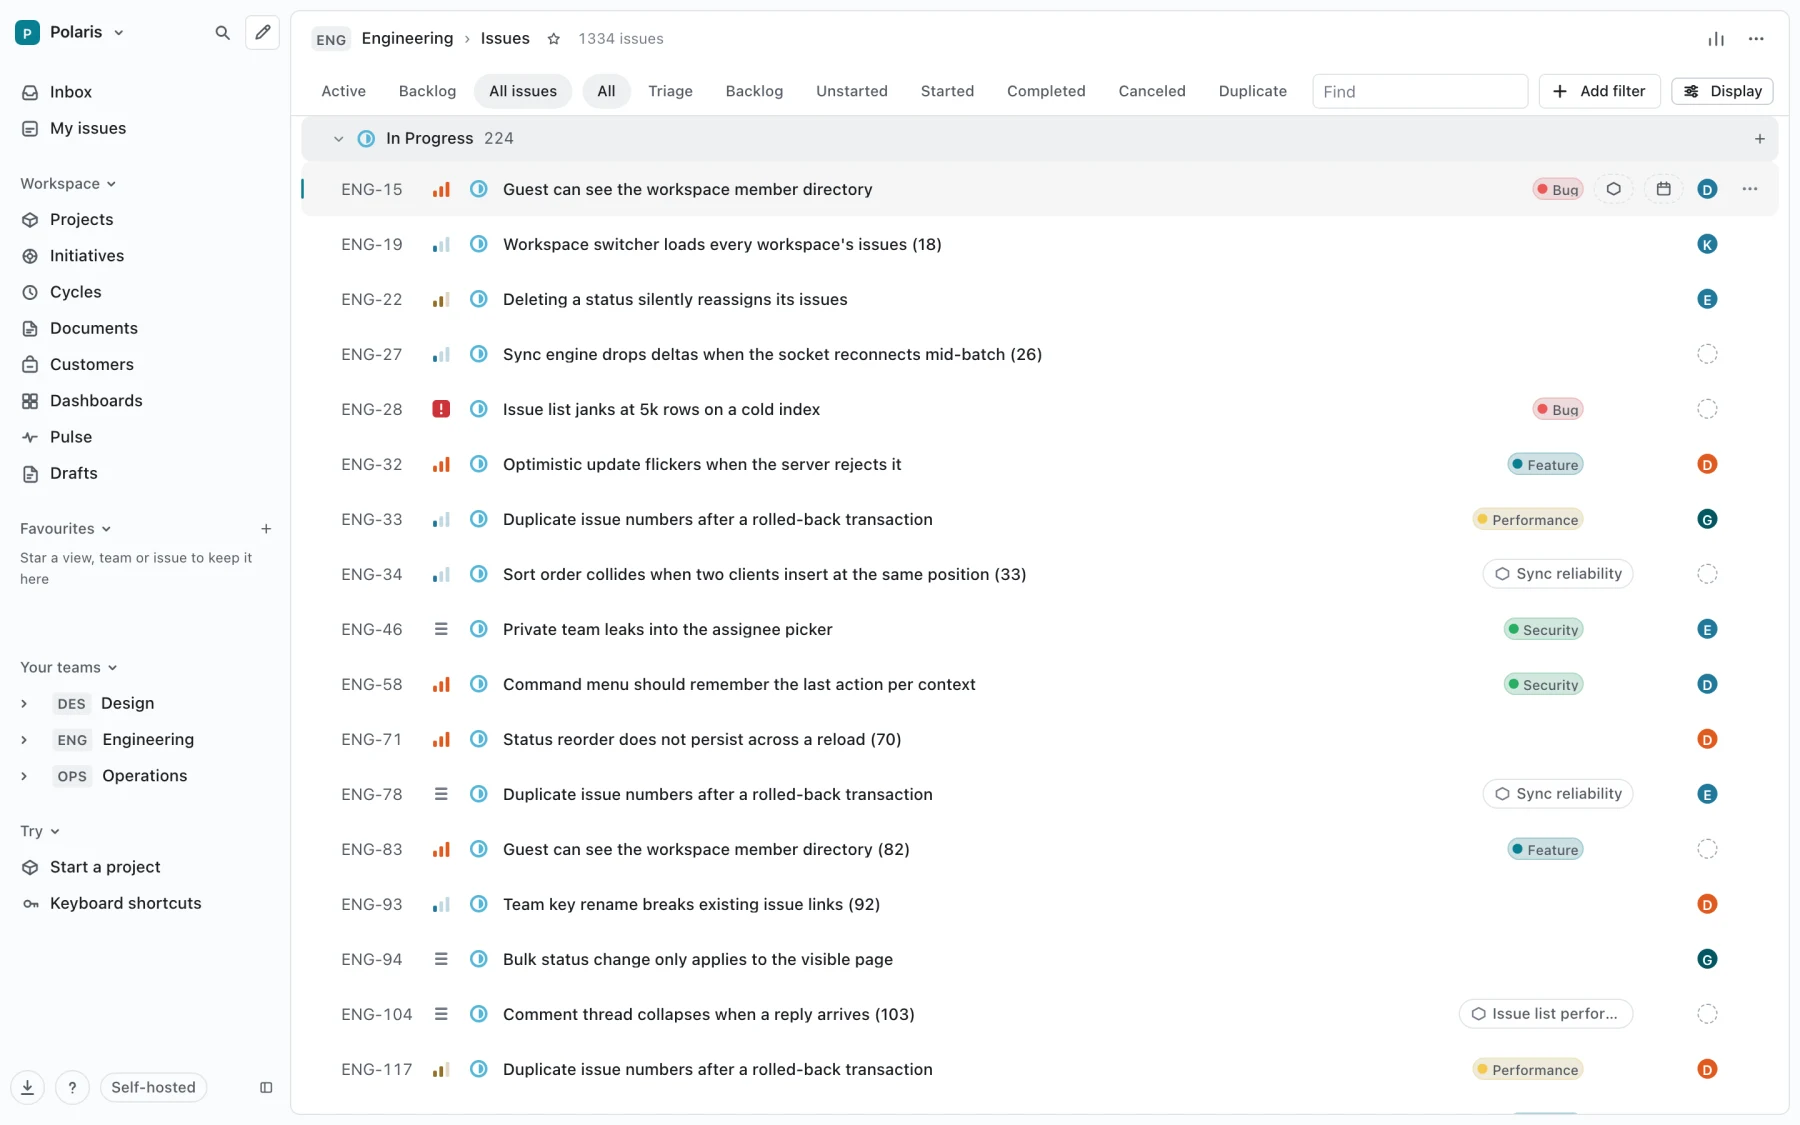 P Polaris
Inbox
My issues
Workspace
Projects
Initiatives
Cycles
Documents
Customers
Dashboards
Pulse
Drafts
Favourites
Star a view, team or issue to keep it
here
Your teams
DES Design
ENG Engineering
OPS Operations
Try
Start a project
Keyboard shortcuts
? Self-hosted
ENG Engineering › Issues 1334 issues
Active Backlog All issues All Triage Backlog Unstarted Started Completed Canceled Duplicate Find Add filter Display
In Progress 224
ENG-15 Guest can see the workspace member directory Bug D
ENG-19 Workspace switcher loads every workspace's issues (18) K
ENG-22 Deleting a status silently reassigns its issues E
ENG-27 Sync engine drops deltas when the socket reconnects mid-batch (26)
ENG-28 ! Issue list janks at 5k rows on a cold index Bug
ENG-32 Optimistic update flickers when the server rejects it Feature D
ENG-33 Duplicate issue numbers after a rolled-back transaction Performance G
ENG-34 Sort order collides when two clients insert at the same position (33) Sync reliability
ENG-46 Private team leaks into the assignee picker Security E
ENG-58 Command menu should remember the last action per context Security D
ENG-71 Status reorder does not persist across a reload (70) D
ENG-78 Duplicate issue numbers after a rolled-back transaction Sync reliability E
ENG-83 Guest can see the workspace member directory (82) Feature
ENG-93 Team key rename breaks existing issue links (92) D
ENG-94 Bulk status change only applies to the visible page G
ENG-104 Comment thread collapses when a reply arrives (103) Issue list perfor...
ENG-117 Duplicate issue numbers after a rolled-back transaction Performance D